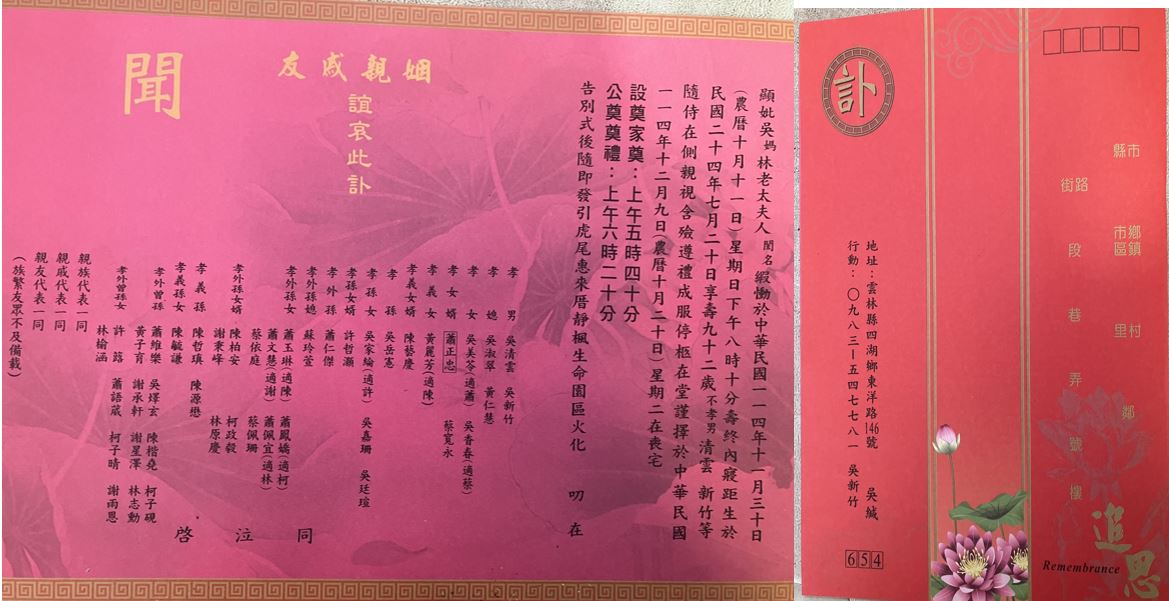 顯妣吳媽林老太夫人閨名緞慟於中華民國一一四年十一月三十日
(農曆十月十一日)星期日下午八時十分壽終內寢距生於
民國二十四年七月二十日享壽九十二歲不孝男清雲 新竹等
隨侍在側親視含殮遵禮成服停柩在堂謹擇於中華民國
一一四年十二月九日(農曆十月二十日)星期二在喪宅
設奠家奠:上午五時四十分
公奠奠禮:上午六時二十分
告別式後隨即發引虎尾惠來厝靜楓生命園區火化 叨在
姻親戚友
誼哀此訃
聞
孝男 吳清雲 吳新竹
孝媳 吳淑翠 黃仁慧
孝女 吳美苓(適蕭) 吳香春(適蔡)
孝女婿 蕭正忠 蔡寬永
孝義女 黃麗芳(適陳)
孝義女婿 陳藝慶
孝孫 吳岳憲
孝孫女 吳家綸(適許) 吳嘉珊 吳廷瑄
孝孫女婿 許哲灝
孝外孫 蕭仁傑
孝外孫媳 蘇玲萱
孝外孫女 蕭玉琳(適陳) 蕭鳳嬌(適柯)
蕭文慧(適謝) 蕭佩宜(適林)
蔡依庭 蔡佩珊
孝外孫女婿 陳柏安 柯政毅
謝秉峰 林原慶
孝義孫 陳哲瑱 陳源懋
孝義孫女 陳毓謙
孝外曾孫 蕭維樂 吳燡玄 陳楷堯 柯子硯
黃子育 謝承軒 謝星澤 林志勳
孝外曾孫女 許蕗 蕭語葳 柯子晴 謝雨恩
林榆涵
親族代表一同
親戚代表一同
親友代表一同
(族繁友眾不及備載)
同泣啓
訃
縣市
路街
鄉鎮市區
段
村里
巷
弄
鄰
號
樓
地址:雲林縣四湖鄉東洋路146號 吳緘
行動:〇九八三—五四七七八一 吳新竹
654
追思
Remembrance